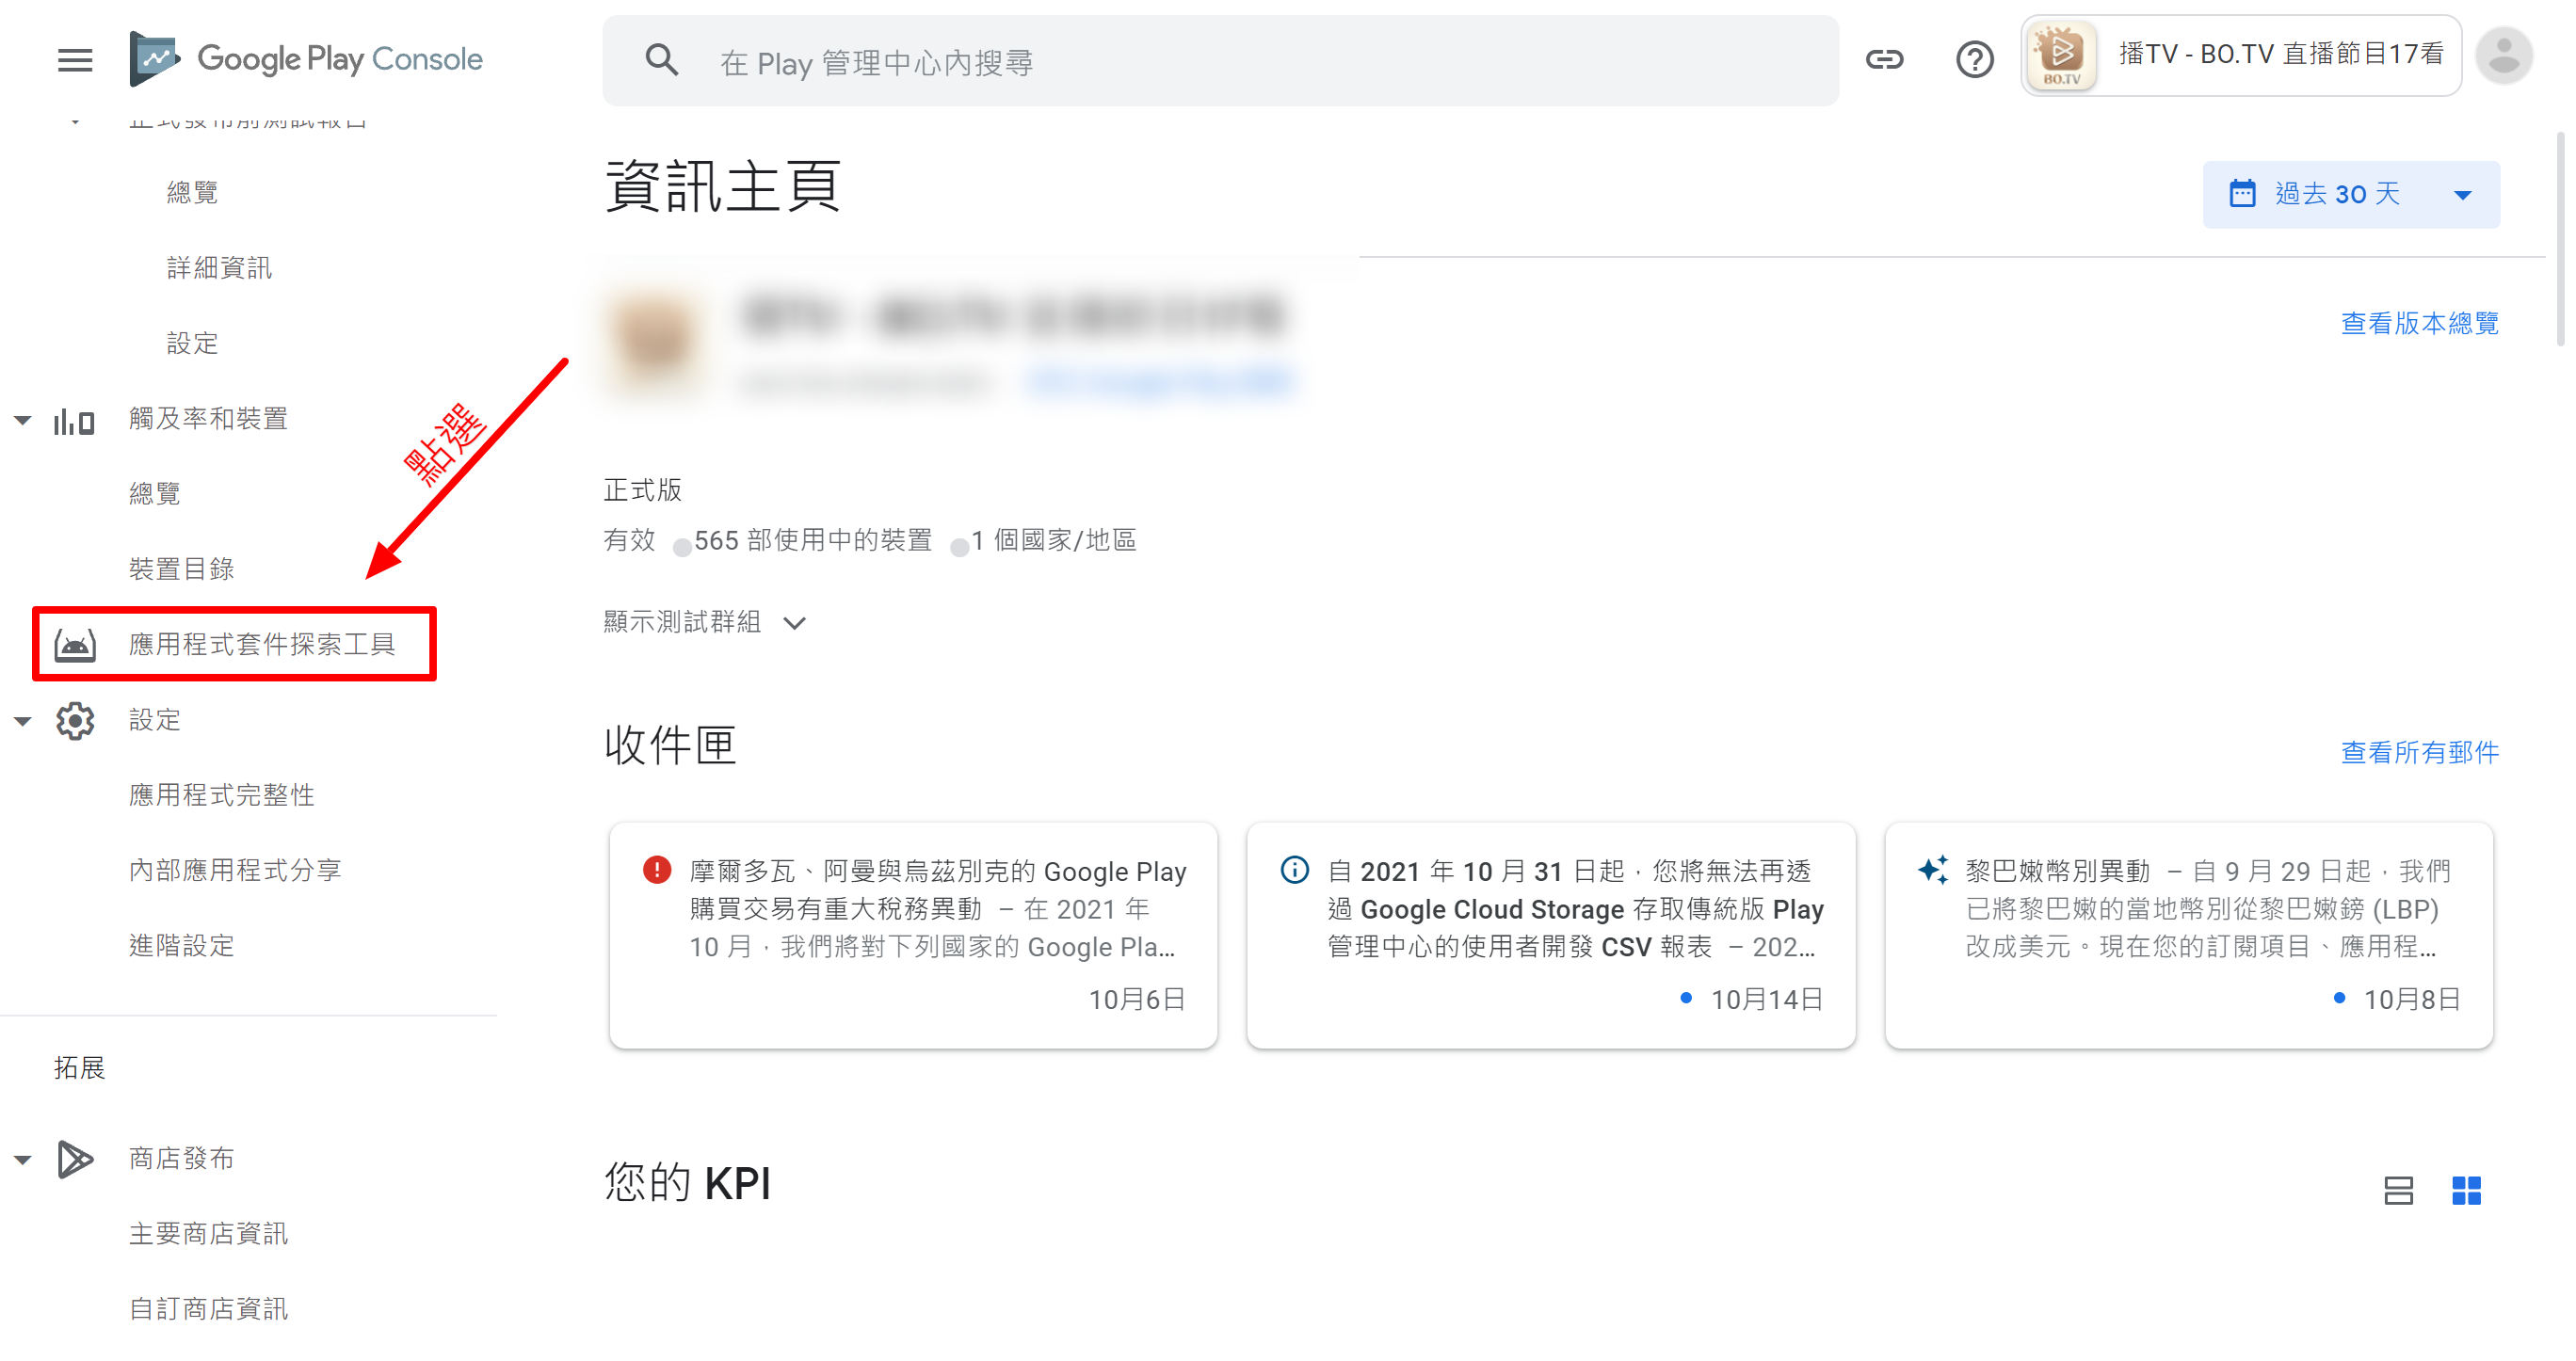 Google Play Console
在 Play 管理中心內搜尋
BO.TV
播TV - BO.TV 直播節目17看
正式發布前測試報告
總覽
詳細資訊
設定
觸及率和裝置
總覽
裝置目錄
應用程式套件探索工具
設定
應用程式完整性
內部應用程式分享
進階設定
拓展
商店發布
主要商店資訊
自訂商店資訊
點選
資訊主頁
過去 30 天
查看版本總覽
正式版
有效 565 部使用中的裝置 1 個國家/地區
顯示測試群組
收件匣
查看所有郵件
摩爾多瓦、阿曼與烏茲別克的 Google Play
購買交易有重大稅務異動 – 在 2021 年
10 月，我們將對下列國家的 Google Pla...
10月6日
自 2021 年 10 月 31 日起，您將無法再透
過 Google Cloud Storage 存取傳統版 Play
管理中心的使用者開發 CSV 報表 – 202...
10月14日
黎巴嫩幣別異動 – 自 9 月 29 日起，我們
已將黎巴嫩的當地幣別從黎巴嫩鎊 (LBP)
改成美元。現在您的訂閱項目、應用程...
10月8日
您的 KPI